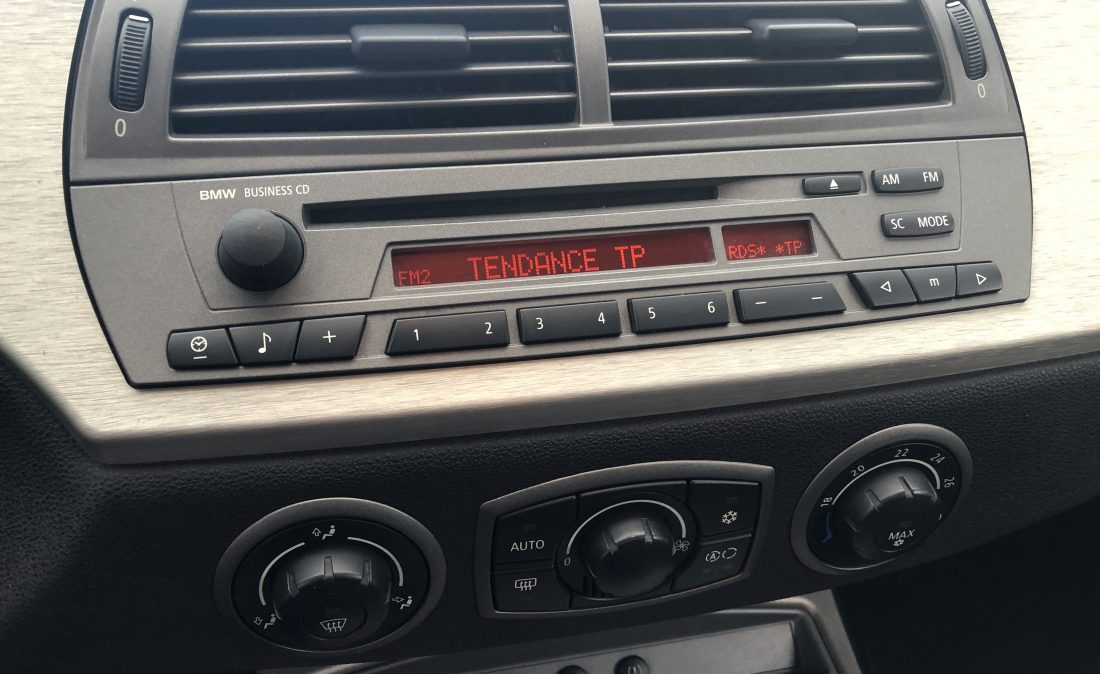 0
0
BMW BUSINESS CD
AM FM
SC MODE
FM2 TENDANCE TP RDS* *TP
+ 1 2 3 4 5 6 — — m
AUTO
0
18 20 22 24 26
MAX